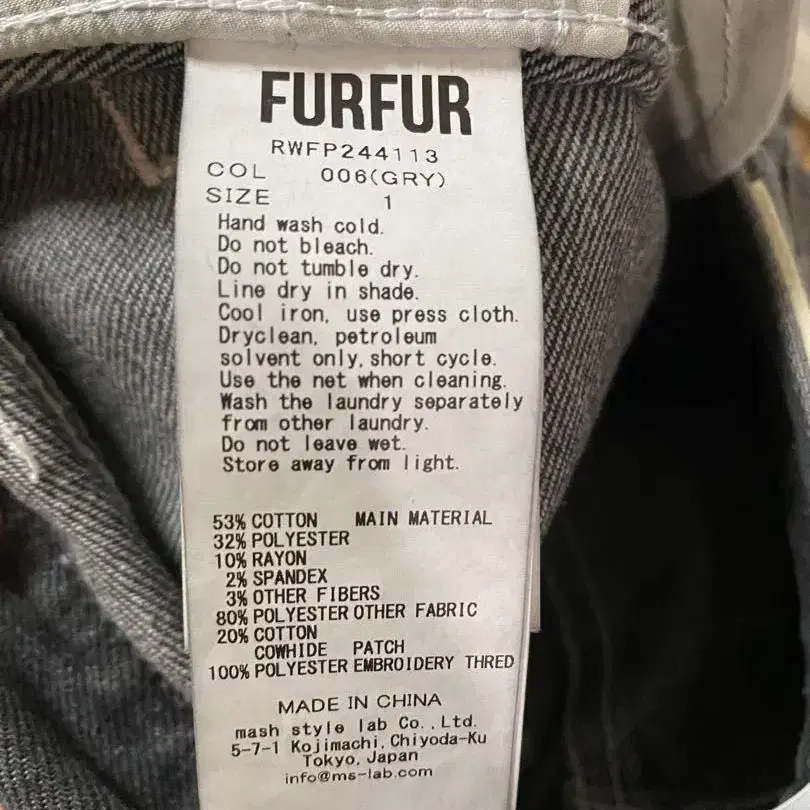 FURFUR
RWFP244113
COL 006(GRY)
SIZE 1
Hand wash cold.
Do not bleach.
Do not tumble dry.
Line dry in shade.
Cool iron, use press cloth.
Dryclean, petroleum
solvent only, short cycle.
Use the net when cleaning.
Wash the laundry separately
from other laundry.
Do not leave wet.
Store away from light.
53% COTTON MAIN MATERIAL
32% POLYESTER
10% RAYON
2% SPANDEX
3% OTHER FIBERS
80% POLYESTER OTHER FABRIC
20% COTTON
COWHIDE PATCH
100% POLYESTER EMBROIDERY THRED
MADE IN CHINA
mash style lab Co.,Ltd.
5-7-1 Kojimachi, Chiyoda-Ku
Tokyo, Japan
info@ms-lab.com